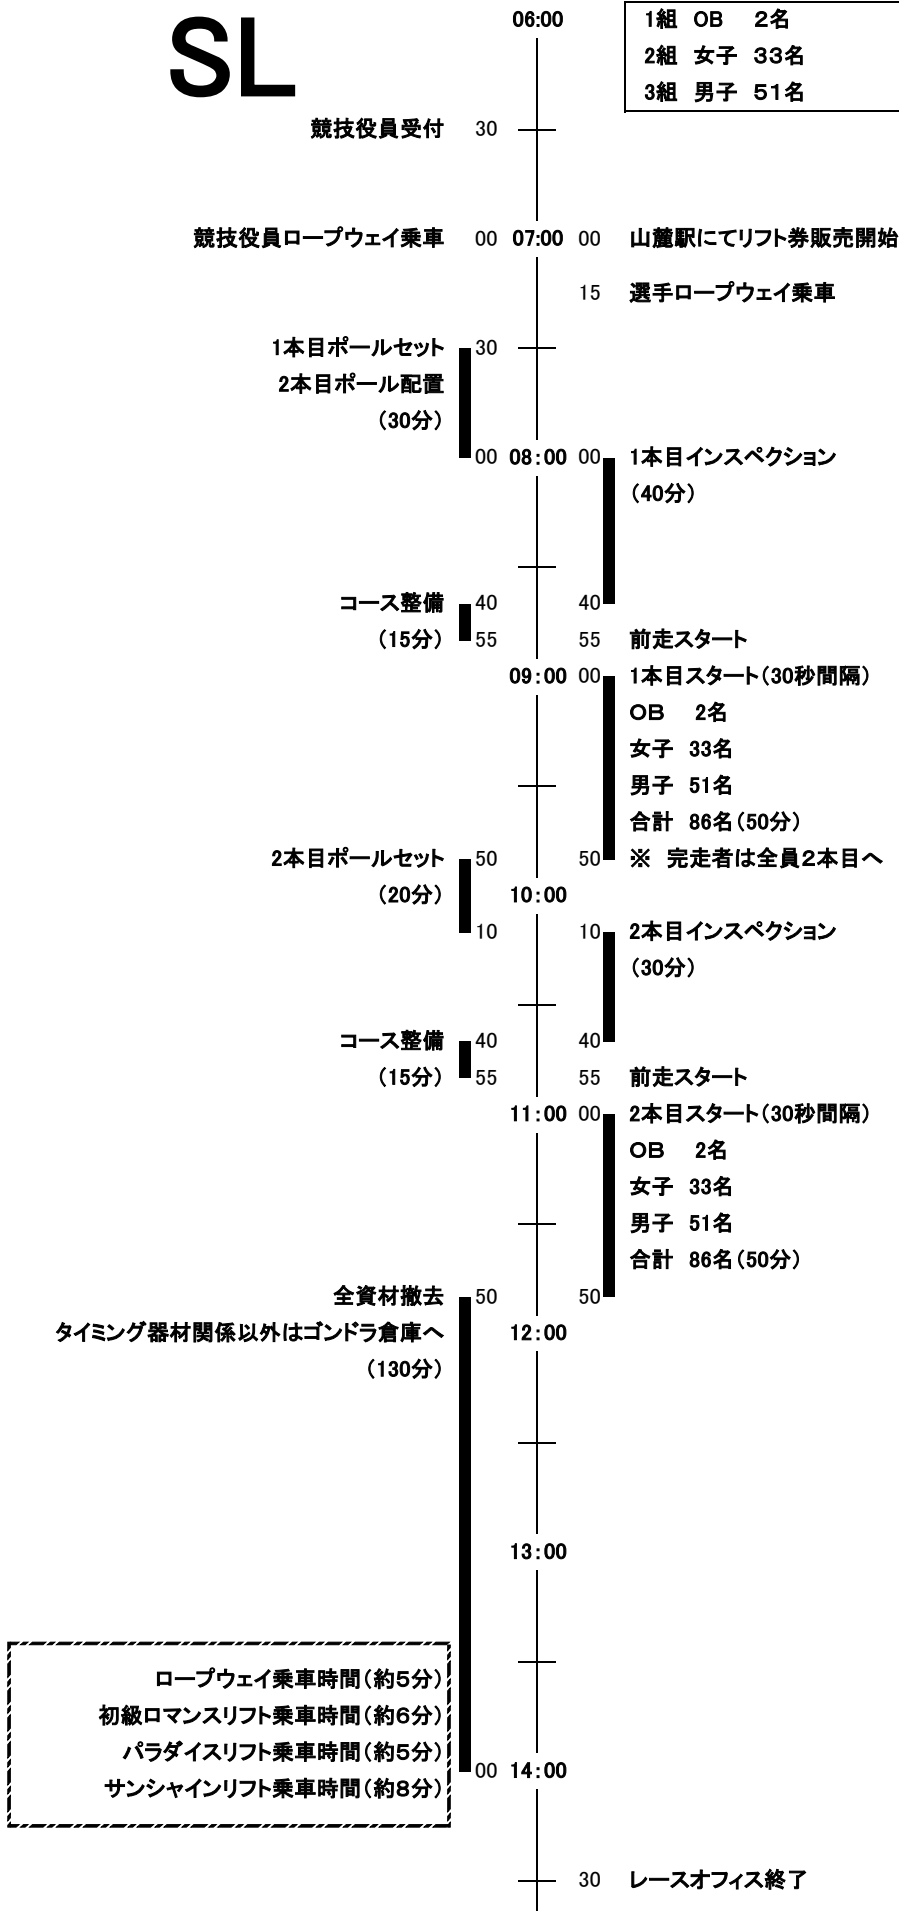 SL
06:00
1組 OB 2名
2組 女子 33名
3組 男子 51名
競技役員受付 30
競技役員ロープウェイ乗車 00 07:00 00 山麓駅にてリフト券販売開始
15 選手ロープウェイ乗車
1本目ポールセット 30
2本目ポール配置
(30分)
00 08:00 00 1本目インスペクション
(40分)
コース整備 40 40
(15分) 55 55 前走スタート
09:00 00 1本目スタート(30秒間隔)
OB 2名
女子 33名
男子 51名
合計 86名(50分)
2本目ポールセット 50 50 ※ 完走者は全員2本目へ
(20分) 10:00
10 10 2本目インスペクション
(30分)
コース整備 40 40
(15分) 55 55 前走スタート
11:00 00 2本目スタート(30秒間隔)
OB 2名
女子 33名
男子 51名
合計 86名(50分)
全資材撤去 50 50
タイミング器材関係以外はゴンドラ倉庫へ 12:00
(130分)
13:00
ロープウェイ乗車時間(約5分)
初級ロマンスリフト乗車時間(約6分)
パラダイスリフト乗車時間(約5分)
00 14:00
サンシャインリフト乗車時間(約8分)
30 レースオフィス終了